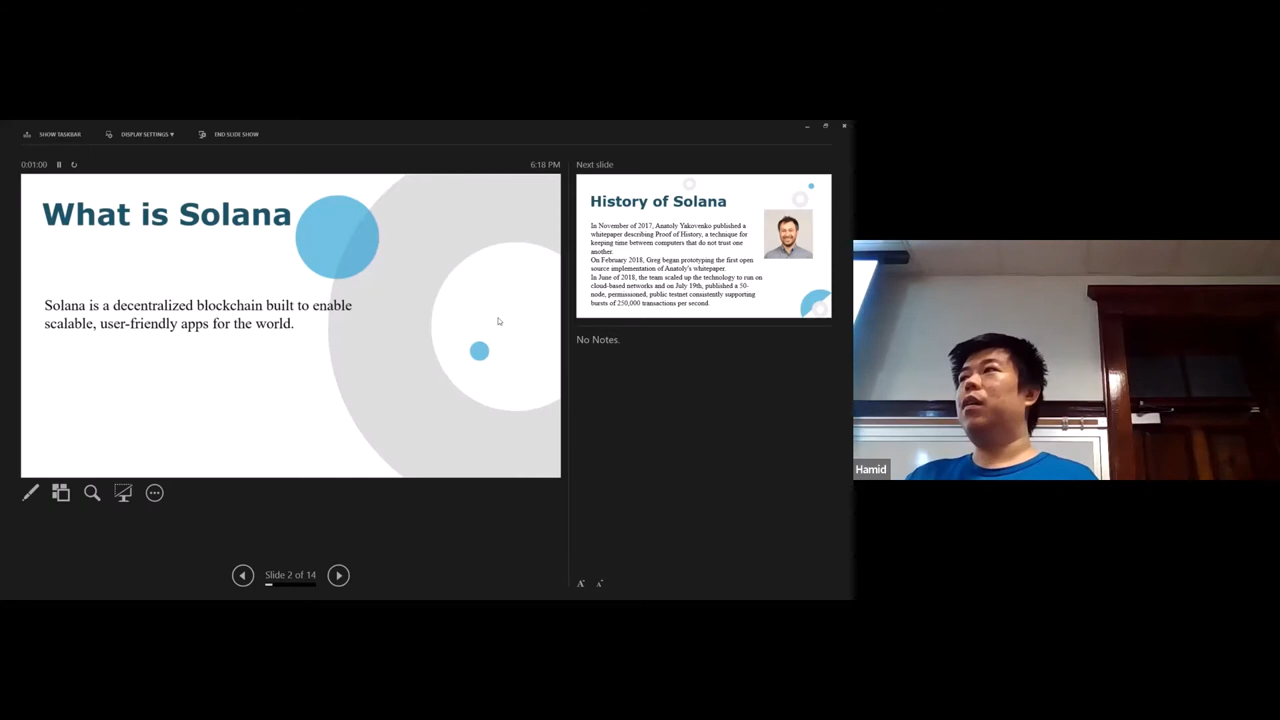 SHOW TASKBAR
DISPLAY SETTINGS ▾
END SLIDE SHOW
0:01:00
6:18 PM
What is Solana
Solana is a decentralized blockchain built to enable
scalable, user-friendly apps for the world.
Slide 2 of 14
Next slide
History of Solana
In November of 2017, Anatoly Yakovenko published a
whitepaper describing Proof of History, a technique for
keeping time between computers that do not trust one
another.
On February 2018, Greg began prototyping the first open
source implementation of Anatoly's whitepaper.
In June of 2018, the team scaled up the technology to run on
cloud-based networks and on July 19th, published a 50-
node, permissioned, public testnet consistently supporting
bursts of 250,000 transactions per second.
No Notes.
A A
Hamid